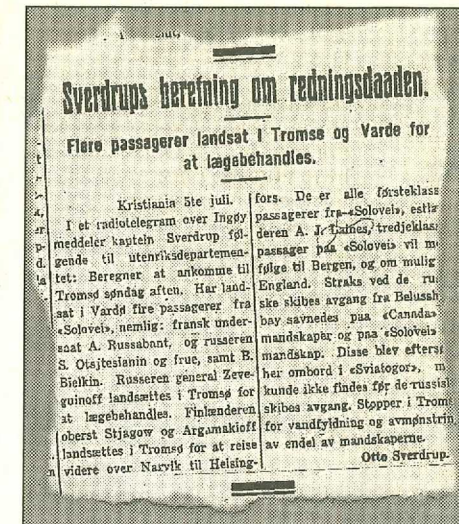 Sverdrups beretning om redningsdaaden.
Flere passagerer landsat i Tromsø og Vardø for
at lægebehandles.
Kristiania 5te juli.
I et radiotelegram over Ingøy
meddeler kaptein Sverdrup føl-
gende til utenriksdepartemen-
tet: Beregner at ankomme til
Tromsø søndag aften. Har land-
sat i Vardø fire passagerer fra
«Solovei», nemlig: fransk under-
saat A. Russabant, og russeren
S. Otsjtesianin og frue, samt B.
Bielkin. Russeren general Zeve-
guinoff landsættes i Tromsø for
at lægebehandles. Finlænderen
oberst Stjagow og Argamakioff
landsættes i Tromsø for at reise
videre over Narvik til Helsing-
fors. De er alle førsteklass
passagerer fra «Solovei», estlæ
deren A. J. tredjeklas
passager paa «Solovei» vil m
følge til Bergen, og om mulig
England. Straks ved de ru
ske skibes avgang fra Belussh
bay savnedes paa «Canada»
mandskaper og paa «Solovei»
mandskap. Disse blev efters
her ombord i «Sviatogor», m
kunde ikke findes før de russis
skibes avgang. Stopper i Troms
for vandfyldning og avmønstrin
av endel av mandskaperne.
Otto Sverdrup.